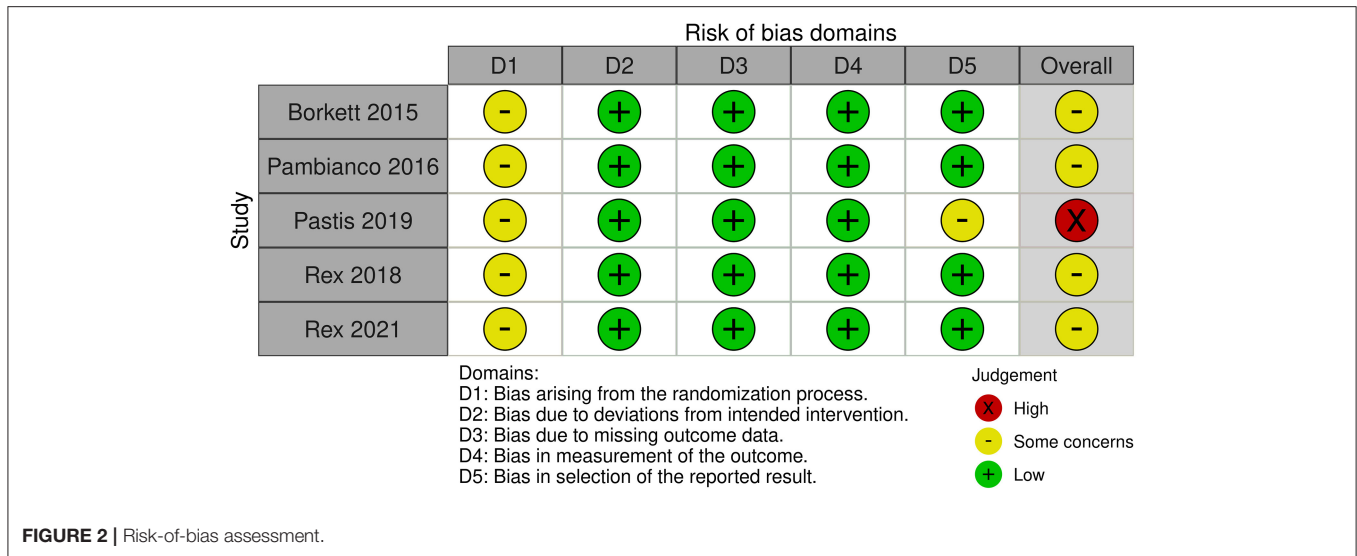 Risk of bias domains
D1 D2 D3 D4 D5 Overall
Study
Borkett 2015 - + + + + -
Pambianco 2016 - + + + + -
Pastis 2019 - + + + - X
Rex 2018 - + + + + -
Rex 2021 - + + + + -
Domains:
D1: Bias arising from the randomization process.
D2: Bias due to deviations from intended intervention.
D3: Bias due to missing outcome data.
D4: Bias in measurement of the outcome.
D5: Bias in selection of the reported result.
Judgement
X High
- Some concerns
+ Low
FIGURE 2 | Risk-of-bias assessment.